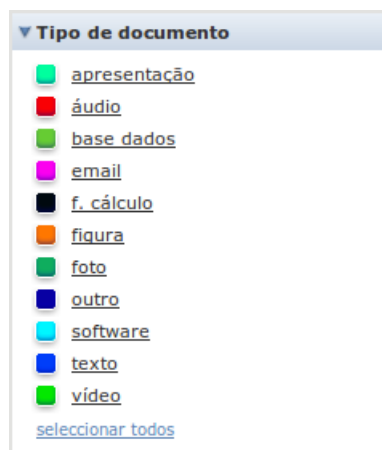 Tipo de documento
apresentação
áudio
base dados
email
f. cálculo
figura
foto
outro
software
texto
vídeo
seleccionar todos